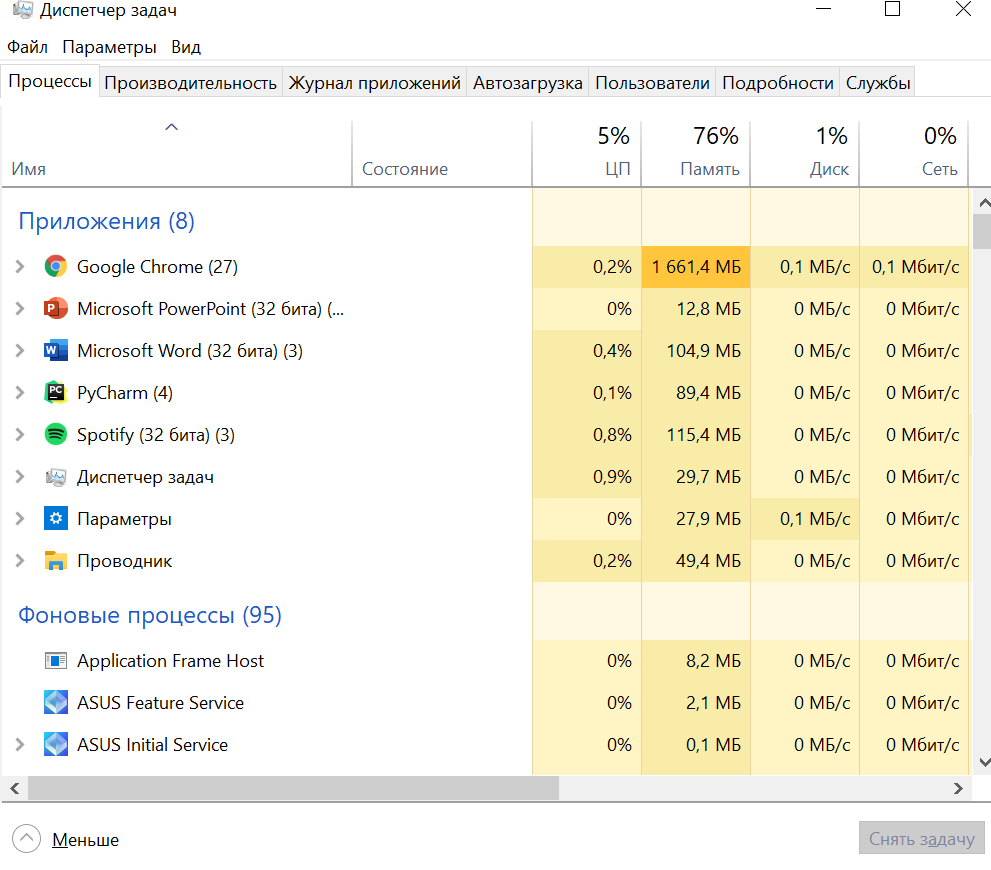 Диспетчер задач
Файл Параметры Вид
Процессы Производительность Журнал приложений Автозагрузка Пользователи Подробности Службы
5% 76% 1% 0%
Имя Состояние ЦП Память Диск Сеть
Приложения (8)
Google Chrome (27) 0,2% 1 661,4 МБ 0,1 МБ/с 0,1 Мбит/с
Microsoft PowerPoint (32 бита) (... 0% 12,8 МБ 0 МБ/с 0 Мбит/с
Microsoft Word (32 бита) (3) 0,4% 104,9 МБ 0 МБ/с 0 Мбит/с
PyCharm (4) 0,1% 89,4 МБ 0 МБ/с 0 Мбит/с
Spotify (32 бита) (3) 0,8% 115,4 МБ 0 МБ/с 0 Мбит/с
Диспетчер задач 0,9% 29,7 МБ 0 МБ/с 0 Мбит/с
Параметры 0% 27,9 МБ 0,1 МБ/с 0 Мбит/с
Проводник 0,2% 49,4 МБ 0 МБ/с 0 Мбит/с
Фоновые процессы (95)
Application Frame Host 0% 8,2 МБ 0 МБ/с 0 Мбит/с
ASUS Feature Service 0% 2,1 МБ 0 МБ/с 0 Мбит/с
ASUS Initial Service 0% 0,1 МБ 0 МБ/с 0 Мбит/с
Меньше Снять задачу